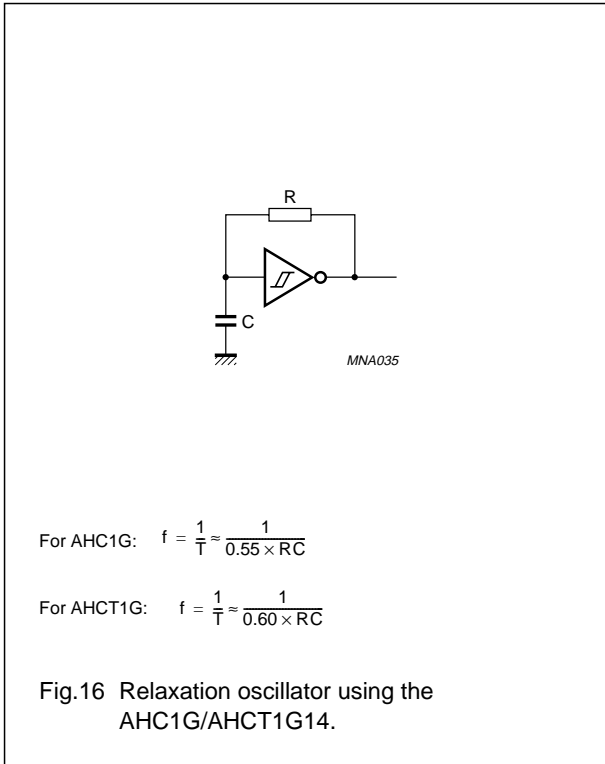 R
C
MNA035
For AHC1G: f = 1/T ≈ 1/(0.55 × RC)
For AHCT1G: f = 1/T ≈ 1/(0.60 × RC)
Fig.16 Relaxation oscillator using the
AHC1G/AHCT1G14.